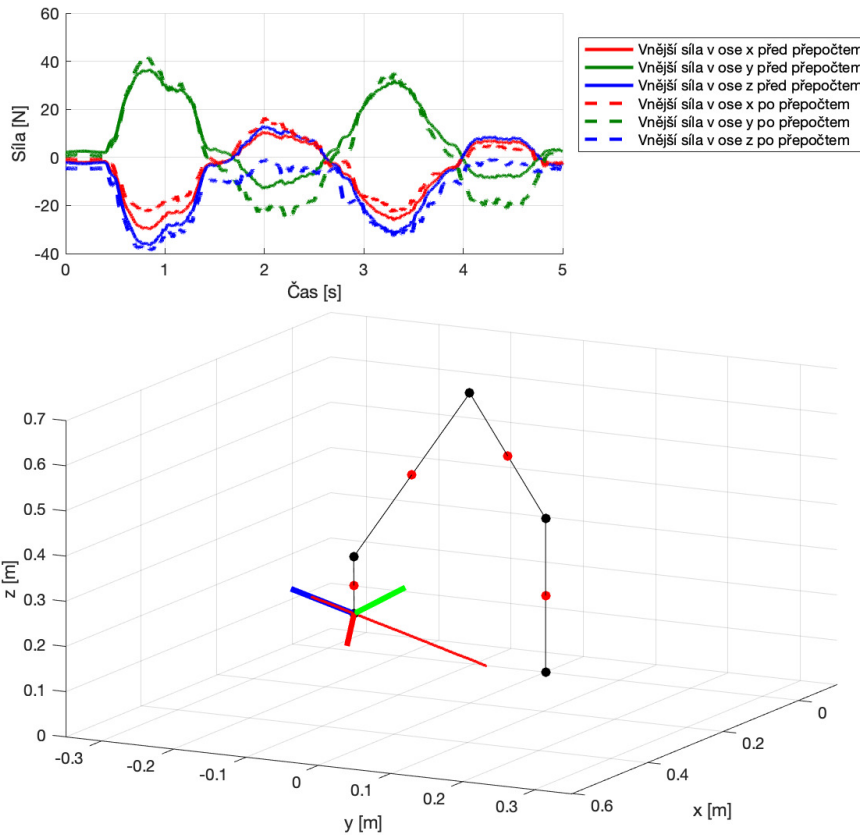 60
40
20
0
-20
-40
Síla [N]
0
1
2
3
4
5
Čas [s]
Vnější síla v ose x před přepočtem
Vnější síla v ose y před přepočtem
Vnější síla v ose z před přepočtem
Vnější síla v ose x po přepočtem
Vnější síla v ose y po přepočtem
Vnější síla v ose z po přepočtem
0.7
0.6
0.5
0.4
0.3
0.2
0.1
0
z [m]
-0.3
-0.2
-0.1
0
0.1
0.2
0.3
y [m]
0.6
0.4
0.2
0
x [m]